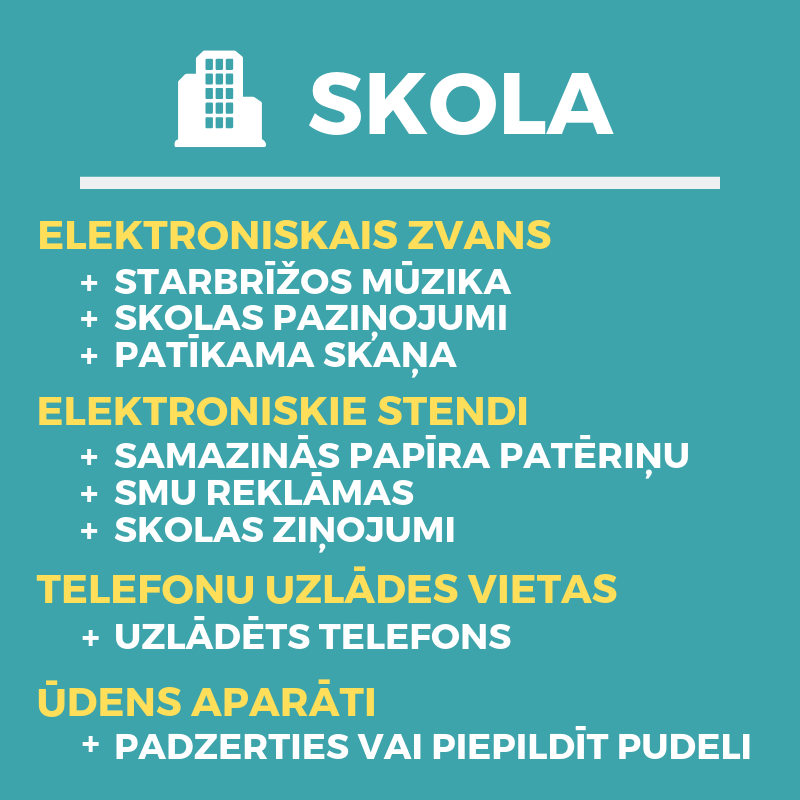 SKOLA
ELEKTRONISKAIS ZVANS
+ STARBRĪŽOS MŪZIKA
+ SKOLAS PAZIŅOJUMI
+ PATĪKAMA SKAŅA
ELEKTRONISKIE STENDI
+ SAMAZINĀS PAPĪRA PATĒRIŅU
+ SMU REKLĀMAS
+ SKOLAS ZIŅOJUMI
TELEFONU UZLĀDES VIETAS
+ UZLĀDĒTS TELEFONS
ŪDENS APARĀTI
+ PADZERTIES VAI PIEPILDĪT PUDELI